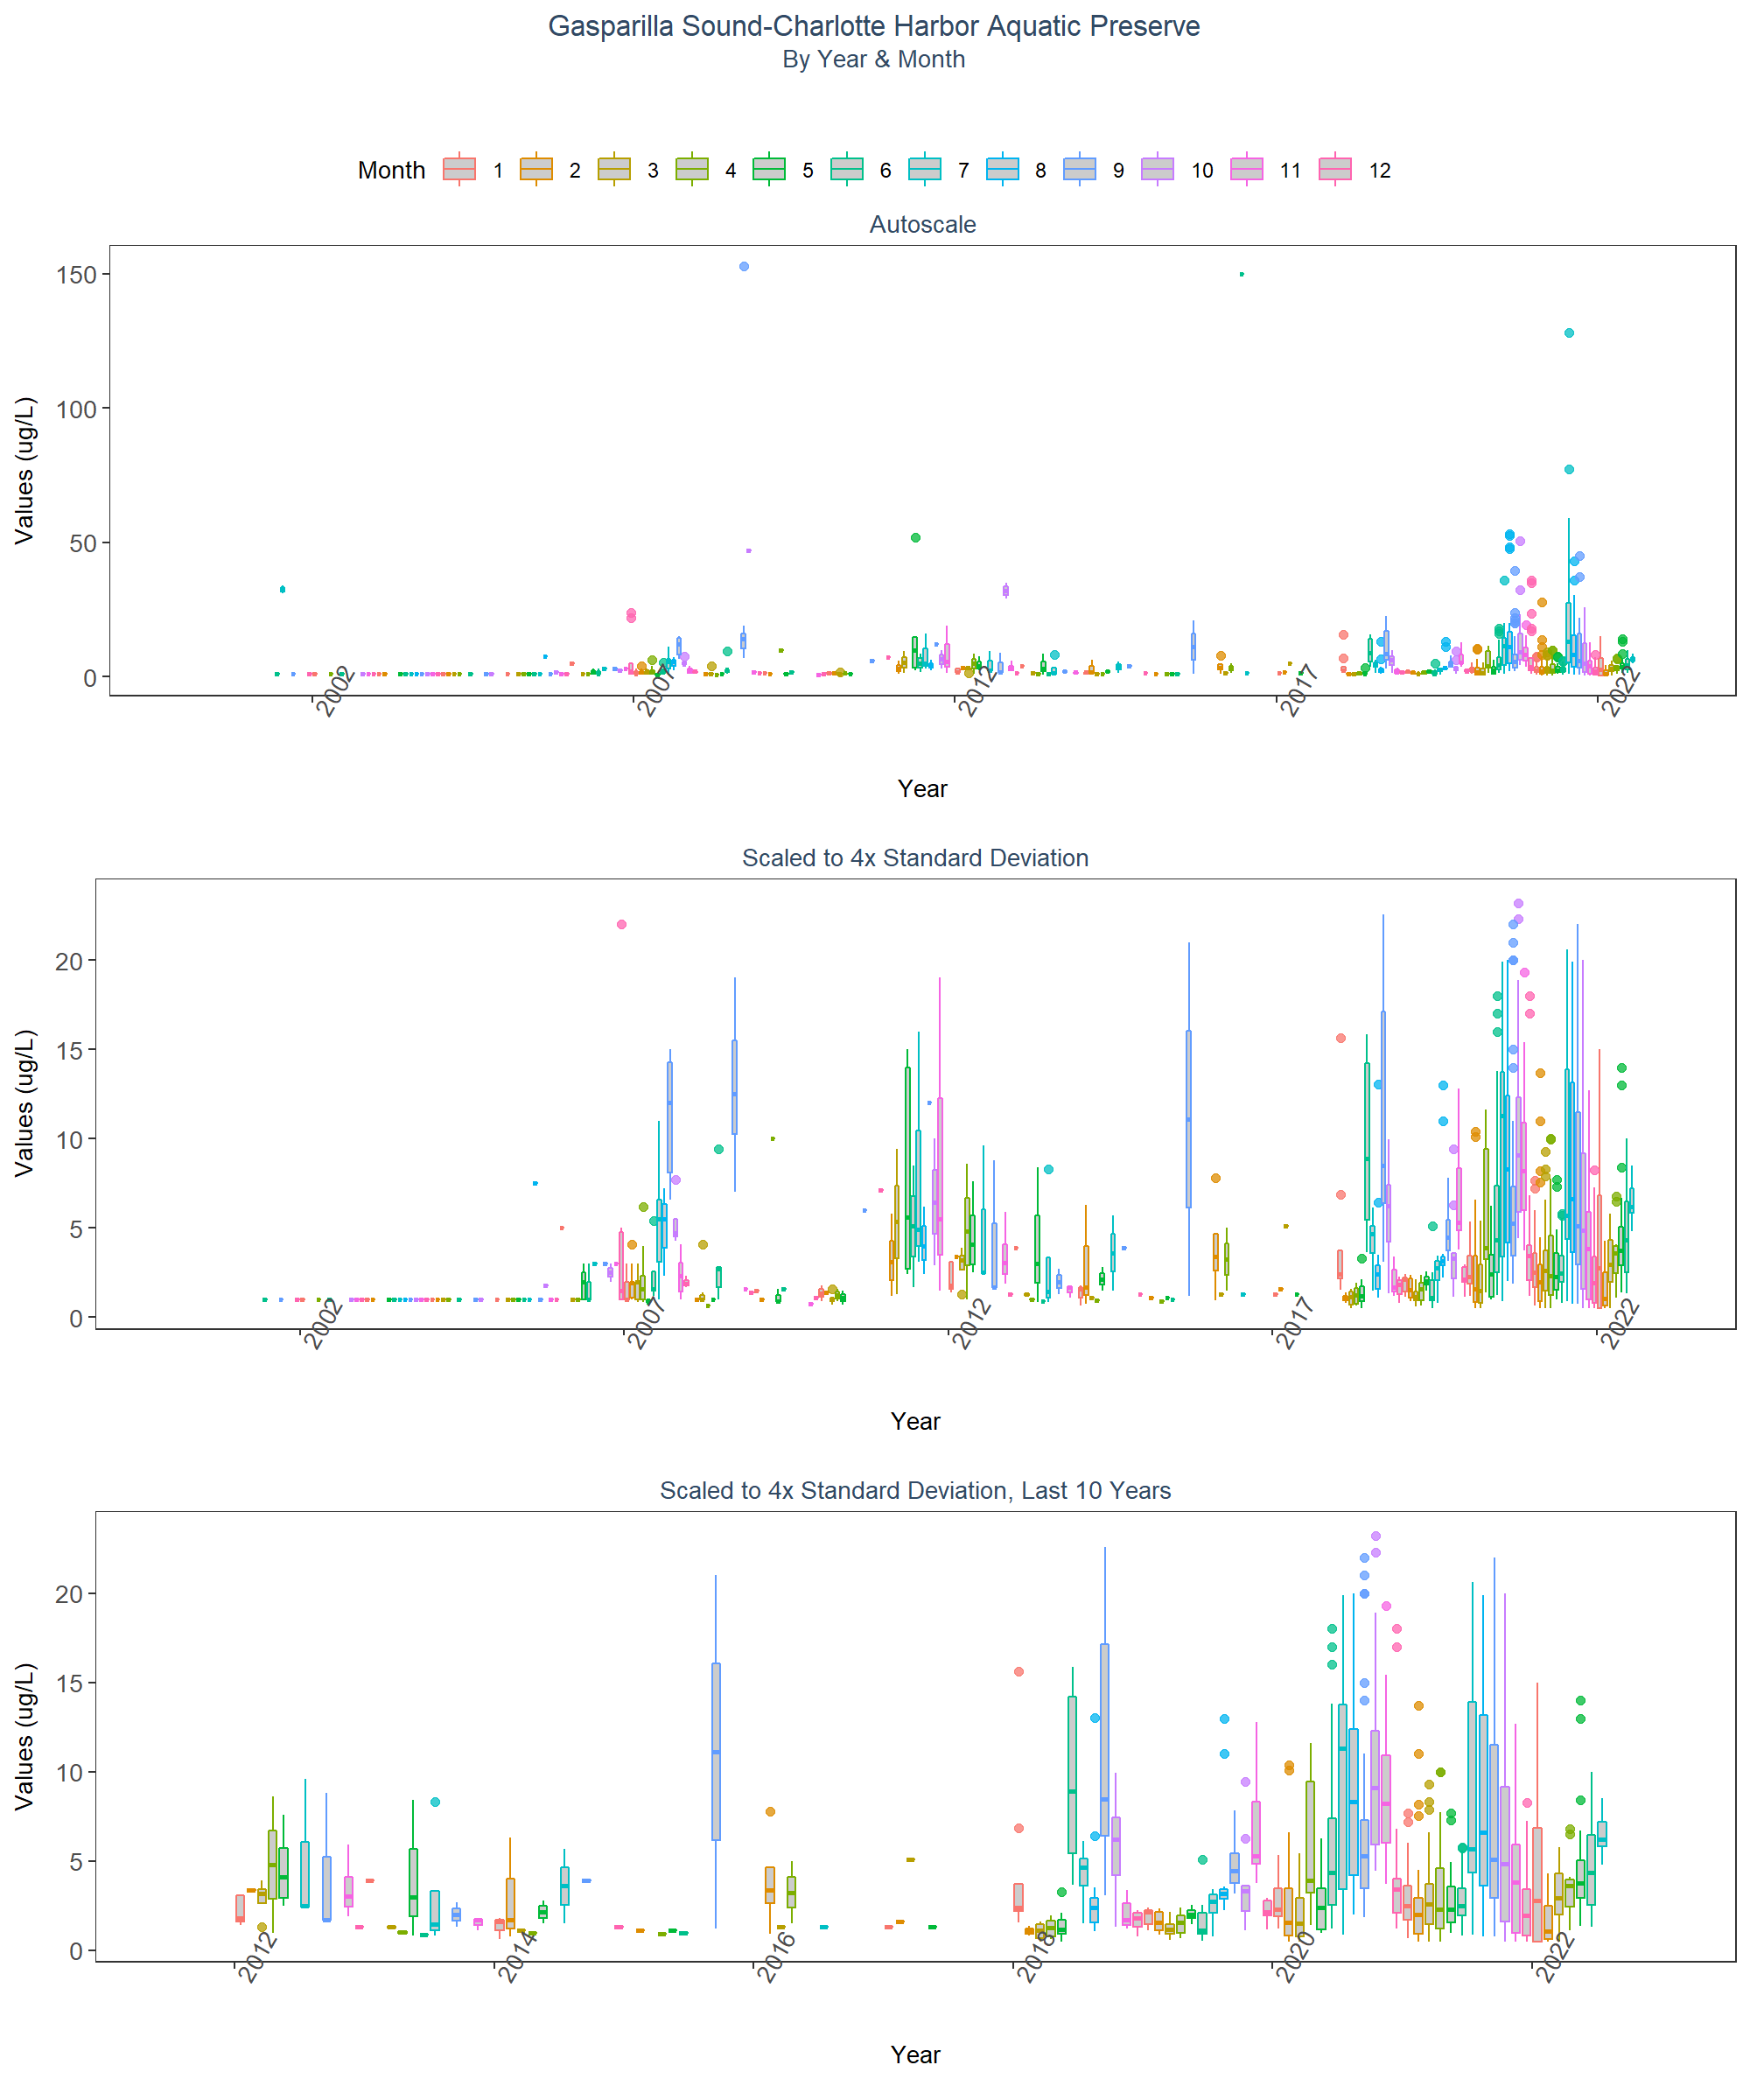 Gasparilla Sound-Charlotte Harbor Aquatic Preserve
By Year & Month
Month 1 2 3 4 5 6 7 8 9 10 11 12
Autoscale
Values (ug/L)
150
100
50
0
2002 2007 2012 2017 2022
Year
Scaled to 4x Standard Deviation
Values (ug/L)
20
15
10
5
0
2002 2007 2012 2017 2022
Year
Scaled to 4x Standard Deviation, Last 10 Years
Values (ug/L)
20
15
10
5
0
2012 2014 2016 2018 2020 2022
Year